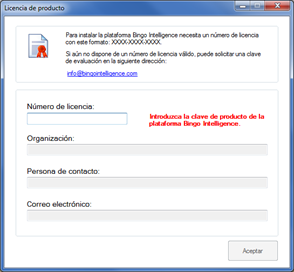 Licencia de producto
Para instalar la plataforma Bingo Intelligence necesita un número de licencia
con este formato: XXXX-XXXX-XXXX.
Si aún no dispone de un número de licencia válido, puede solicitar una clave
de evaluación en la siguiente dirección:
info@bingointelligence.com
Número de licencia:
Introduzca la clave de producto de la
plataforma Bingo Intelligence.
Organización:
Persona de contacto:
Correo electrónico:
Aceptar